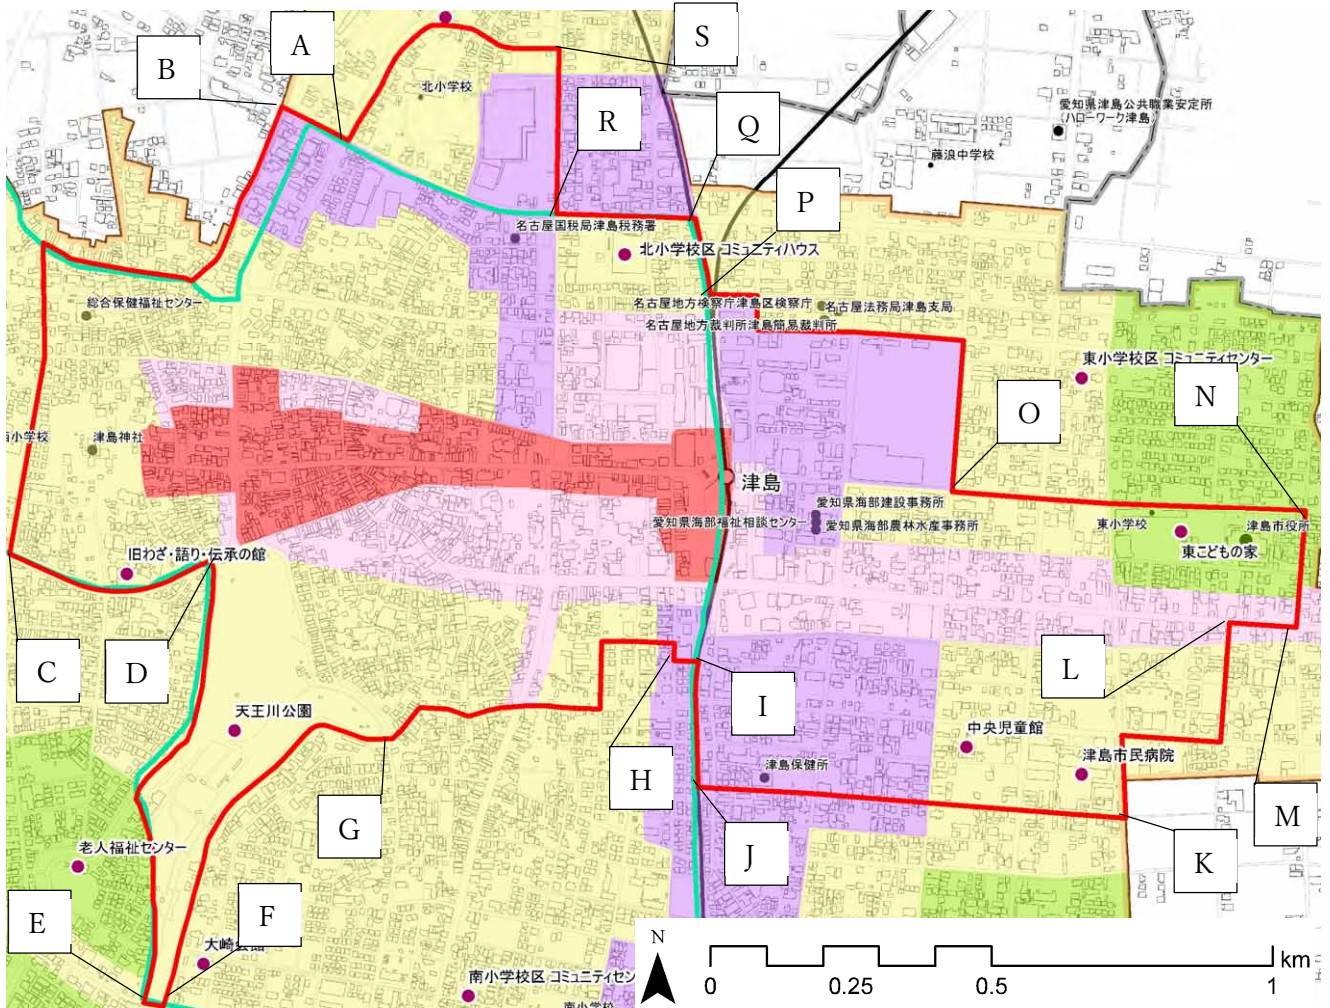 S
A
B
北小学校
R
Q
愛知県津島公共職業安定所
(ハローワーク津島)
藤浪中学校
P
名古屋国税局津島税務署
北小学校区 コミュニティハウス
総合保健福祉センター
名古屋地方検察庁津島区検察庁
名古屋法務局津島支局
名古屋地方裁判所津島簡易裁判所
東小学校区 コミュニティセンター
N
O
小学校
津島神社
津島
愛知県海部建設事務所
愛知県海部福祉相談センター
愛知県海部農林水産事務所
東小学校
津島市役所
東こどもの家
旧わざ・語り・伝承の館
C
D
L
I
天王川公園
中央児童館
津島市民病院
津島保健所
H
G
M
J
K
老人福祉センター
E
F
大崎会館
南小学校区 コミュニティセン
南小学校
N
0
0.25
0.5
1
km